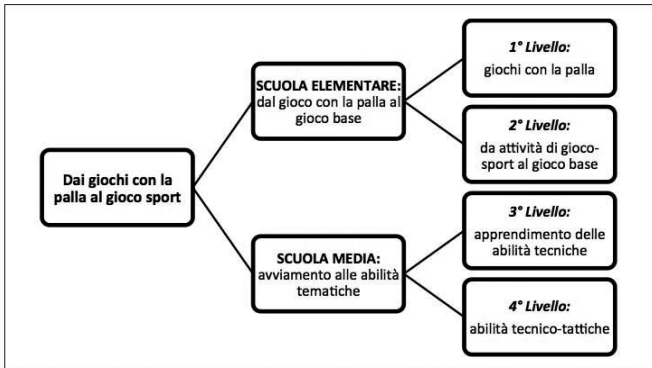 Dai giochi con la
palla al gioco sport
SCUOLA ELEMENTARE:
dal gioco con la palla al
gioco base
SCUOLA MEDIA:
avviamento alle abilità
tematiche
1° Livello:
giochi con la palla
2° Livello:
da attività di gioco-
sport al gioco base
3° Livello:
apprendimento delle
abilità tecniche
4° Livello:
abilità tecnico-tattiche